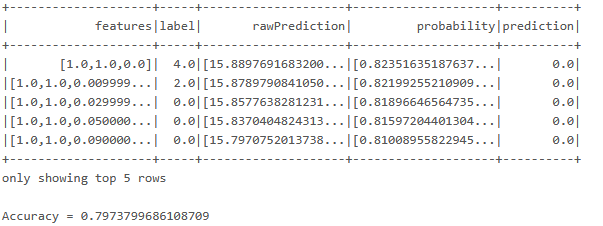 +--------------------+-----+--------------------+--------------------+----------+
|            features|label|       rawPrediction|         probability|prediction|
+--------------------+-----+--------------------+--------------------+----------+
|       [1.0,1.0,0.0]|  4.0|[15.8897691683200...|[0.82351635187637...|       0.0|
|[1.0,1.0,0.009999...|  2.0|[15.8789790841050...|[0.82199255210909...|       0.0|
|[1.0,1.0,0.029999...|  0.0|[15.8577638281231...|[0.81896646564735...|       0.0|
|[1.0,1.0,0.050000...|  0.0|[15.8370404824313...|[0.81597204401304...|       0.0|
|[1.0,1.0,0.090000...|  0.0|[15.7970752013738...|[0.81008955822945...|       0.0|
+--------------------+-----+--------------------+--------------------+----------+
only showing top 5 rows
Accuracy = 0.7973799686108709